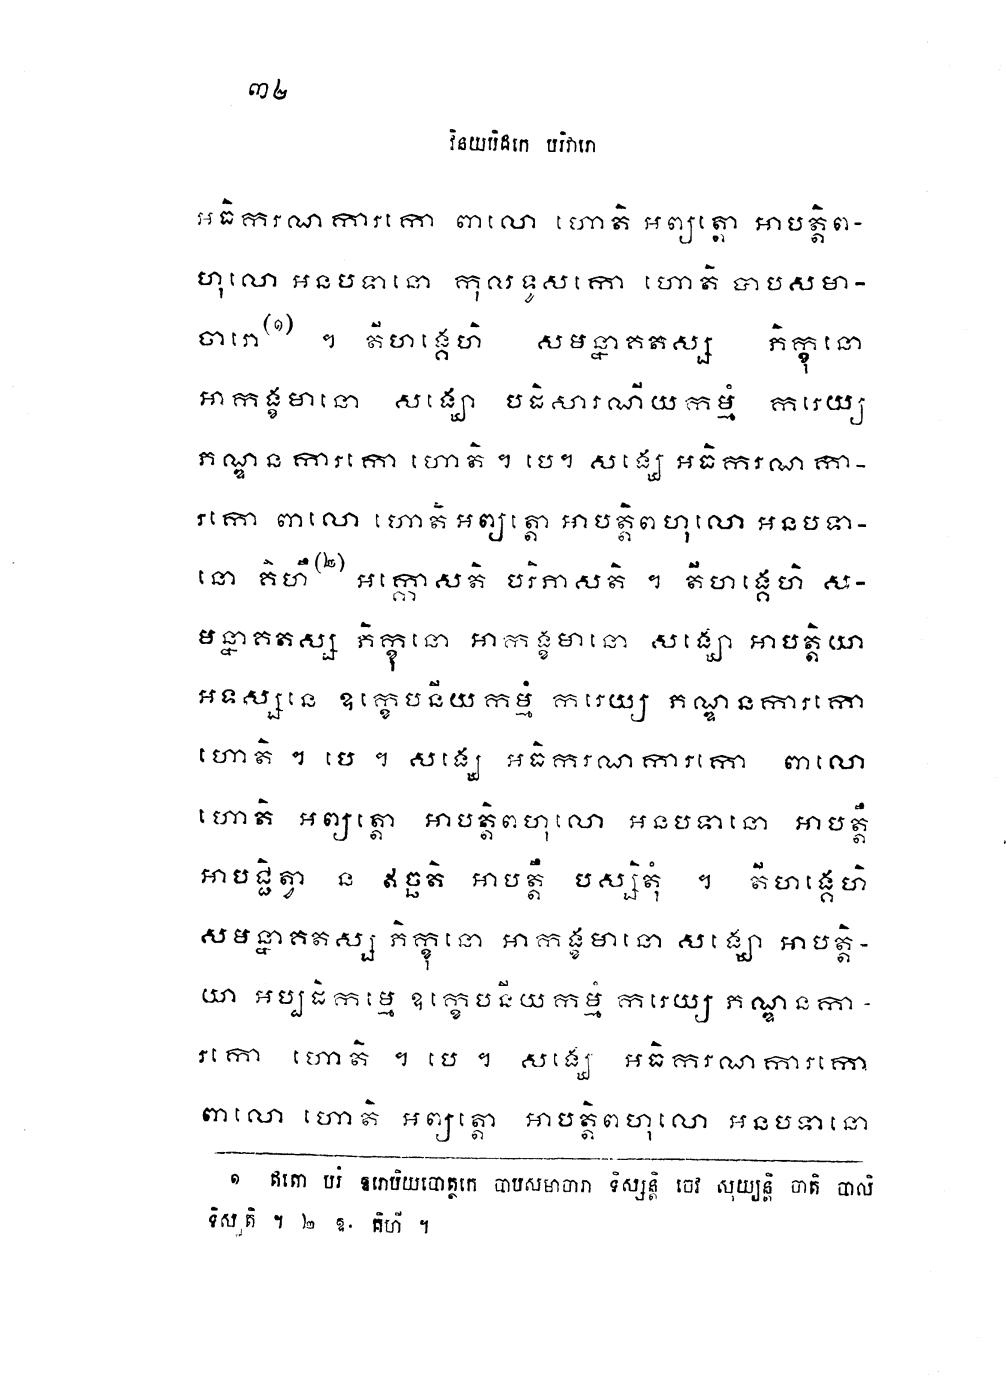 ៣៤
វិនយបិដកេ បរិវារោ
អធិករណការកោ ពាលោ ហោតិ អព្យត្តោ អាបត្តិព-
ហុលោ អនបទានោ កុលទូសកោ ហោតិ បាបសមា-
ចារោ(១) ។ តីហង្គេហិ សមន្នាគតស្ស ភិក្ខុនោ
អាកង្ខមានោ សង្ឃោ បដិសារណីយកម្មំ ករេយ្យ
ភណ្ឌនការកោ ហោតិ ។ បេ។ សង្ឃេ អធិករណកា-
រកោ ពាលោ ហោតិ អព្យត្តោ អាបត្តិពហុលោ អនបទា-
នោ គិហឹ(២) អក្កោសតិ បរិភាសតិ ។ តីហង្គេហិ ស-
មន្នាគតស្ស ភិក្ខុនោ អាកង្ខមានោ សង្ឃោ អាបត្តិយា
អទស្សនេ ឧក្ខេបនីយកម្មំ ករេយ្យ ភណ្ឌនការកោ
ហោតិ ។ បេ ។ សង្ឃេ អធិករណការកោ ពាលោ
ហោតិ អព្យត្តោ អាបត្តិពហុលោ អនបទានោ អាបត្តឹ
អាបជ្ជិត្វា ន ឥច្ឆតិ អាបត្តឹ បស្សិតុំ ។ តីហង្គេហិ
សមន្នាគតស្ស ភិក្ខុនោ អាកង្ខមានោ សង្ឃោ អាបត្តិ-
យា អប្បដិកម្មេ ឧក្ខេបនីយកម្មំ ករេយ្យ ភណ្ឌនកា-
រកោ ហោតិ ។ បេ ។ សង្ឃេ អធិករណការកោ
ពាលោ ហោតិ អព្យត្តោ អាបត្តិពហុលោ អនបទានោ
១ ឥតោ បរំ ឧរោបិយបោត្ថកេ បាបសមាចារា ទិស្សន្តិ ចេវ សុយ្យន្តិ ចាតិ បាលិ
ទិស្សតិ ។ ២ ឧ. គិហី ។